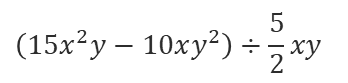 (15x²y − 10xy²) ÷ 5/2 xy